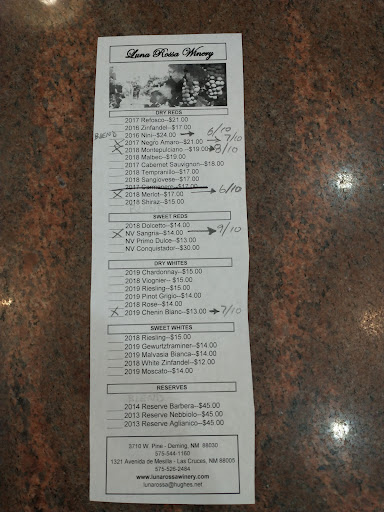 Luna Rossa Winery
DRY REDS
2017 Refosco--$21.00
2016 Zinfandel--$17.00
BLEND 2016 Nini--$24.00 → 6/10
X 2017 Negro Amaro--$21.00 → 7/10
X 2018 Montepulciano--$19.00 → 8/10
2018 Malbec--$19.00
2017 Cabernet Sauvignon--$18.00
2018 Tempranillo--$17.00
2018 Sangiovese--$17.00
2017 Carmenere--$17.00
X 2018 Merlot--$17.00 → 6/10
2018 Shiraz--$15.00
SWEET REDS
2018 Dolcetto--$14.00
X NV Sangria--$14.00 → 9/10
NV Primo Dulce--$13.00
NV Conquistador--$30.00
DRY WHITES
2019 Chardonnay--$15.00
2018 Viognier--$15.00
2019 Riesling--$15.00
2019 Pinot Grigio--$14.00
2018 Rose--$14.00
X 2019 Chenin Blanc--$13.00 → 7/10
SWEET WHITES
2018 Riesling--$15.00
2019 Gewurtztraminer--$14.00
2019 Malvasia Bianca--$14.00
2018 White Zinfandel--$12.00
2019 Moscato--$14.00
RESERVES
2014 Reserve Barbera--$45.00
2013 Reserve Nebbiolo--$45.00
2013 Reserve Aglianico--$45.00
3710 W. Pine - Deming, NM 88030
575-544-1160
1321 Avenida de Mesilla - Las Cruces, NM 88005
575-526-2484
www.lunarossawinery.com
lunarossa@hughes.net